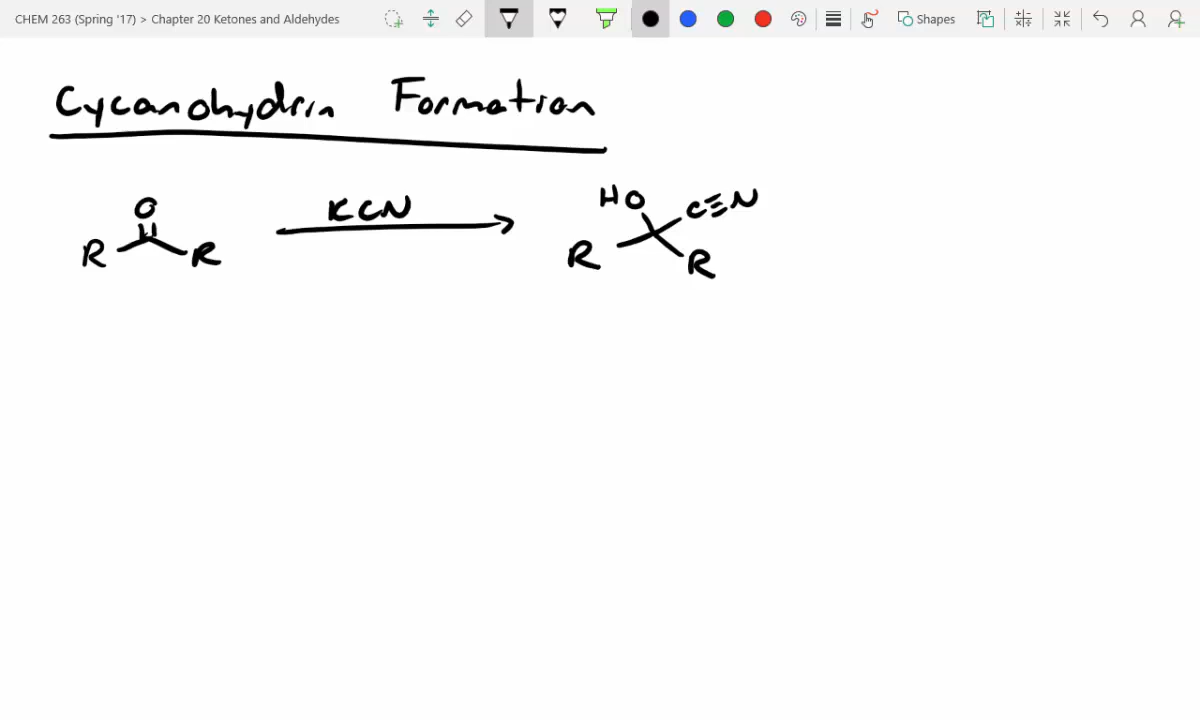 CHEM 263 (Spring '17) > Chapter 20 Ketones and Aldehydes
Shapes
Cycanohydrin Formation
O
R R
KCN
HO C≡N
R R